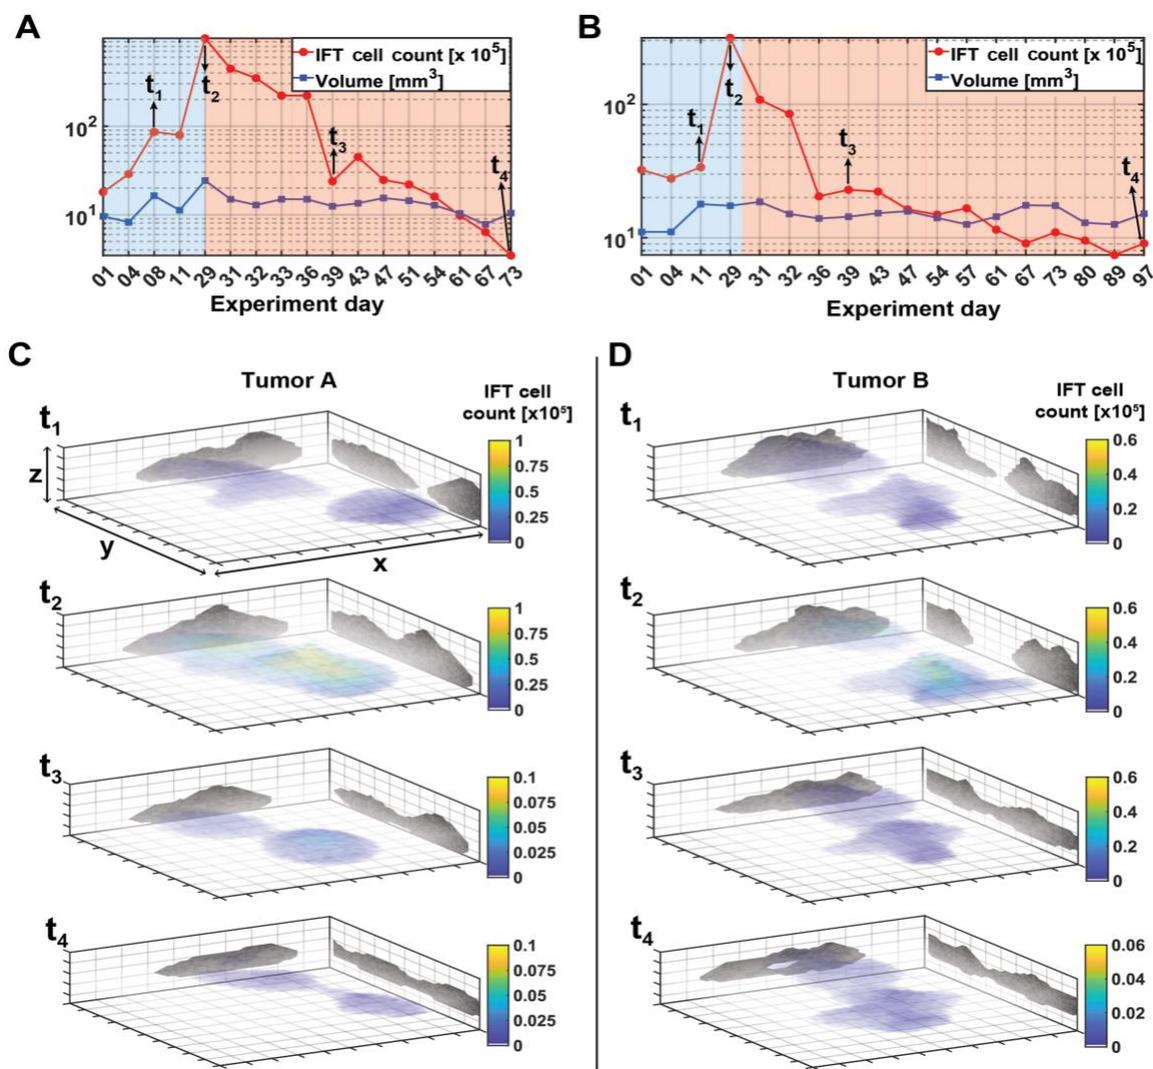 A
IFT cell count [x 10^5]
Volume [mm^3]
t1
t2
t3
t4
10^2
10^1
01 04 08 11 29 31 32 33 36 39 43 47 51 54 61 67 73
Experiment day
B
IFT cell count [x 10^5]
Volume [mm^3]
t1
t2
t3
t4
10^2
10^1
01 04 11 29 31 32 36 39 43 47 54 57 61 67 73 80 89 97
Experiment day
C
Tumor A
IFT cell
count [x10^5]
t1
z
y
x
1
0.75
0.5
0.25
0
t2
1
0.75
0.5
0.25
0
t3
0.1
0.075
0.05
0.025
0
t4
0.1
0.075
0.05
0.025
0
D
Tumor B
IFT cell
count [x10^5]
t1
0.6
0.4
0.2
0
t2
0.6
0.4
0.2
0
t3
0.6
0.4
0.2
0
t4
0.06
0.04
0.02
0